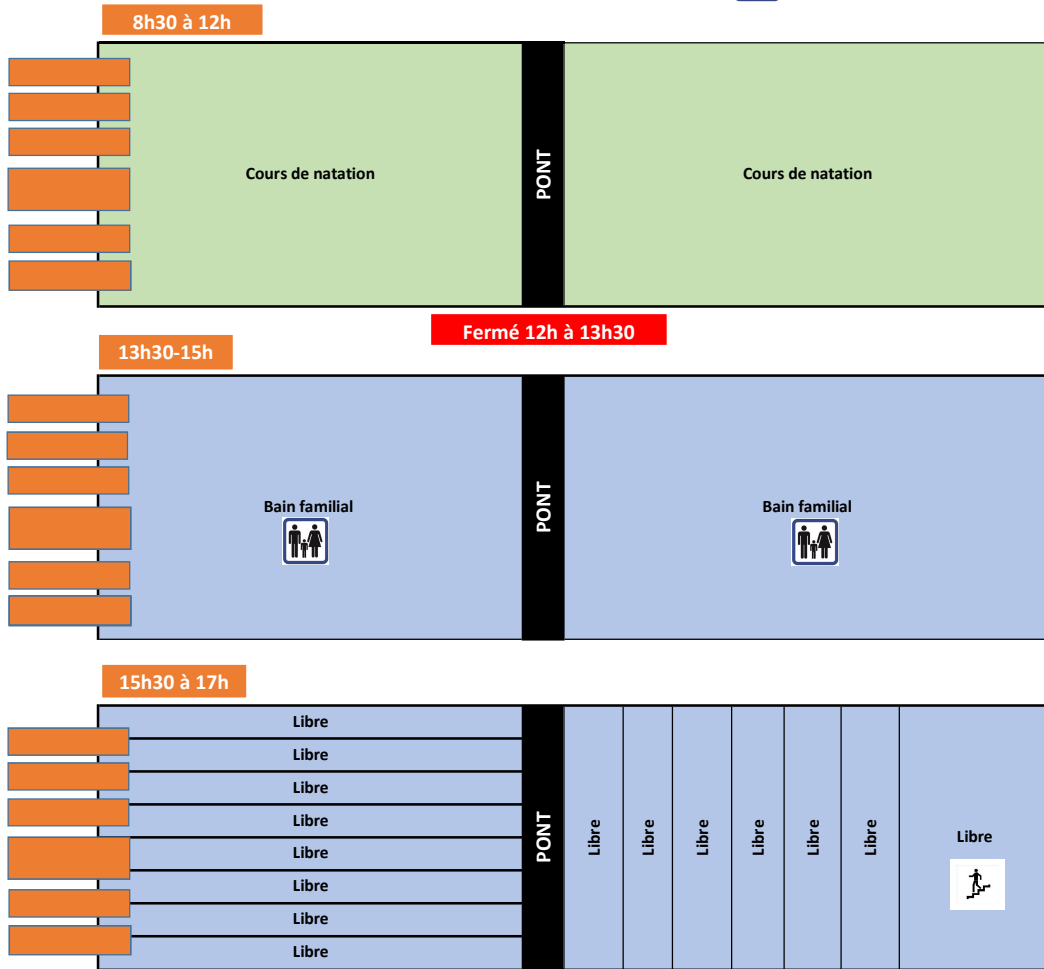 8h30 à 12h
Cours de natation
PONT
Cours de natation
Fermé 12h à 13h30
13h30-15h
Bain familial
PONT
Bain familial
15h30 à 17h
Libre
Libre
Libre
Libre
Libre
Libre
Libre
Libre
PONT
Libre
Libre
Libre
Libre
Libre
Libre
Libre